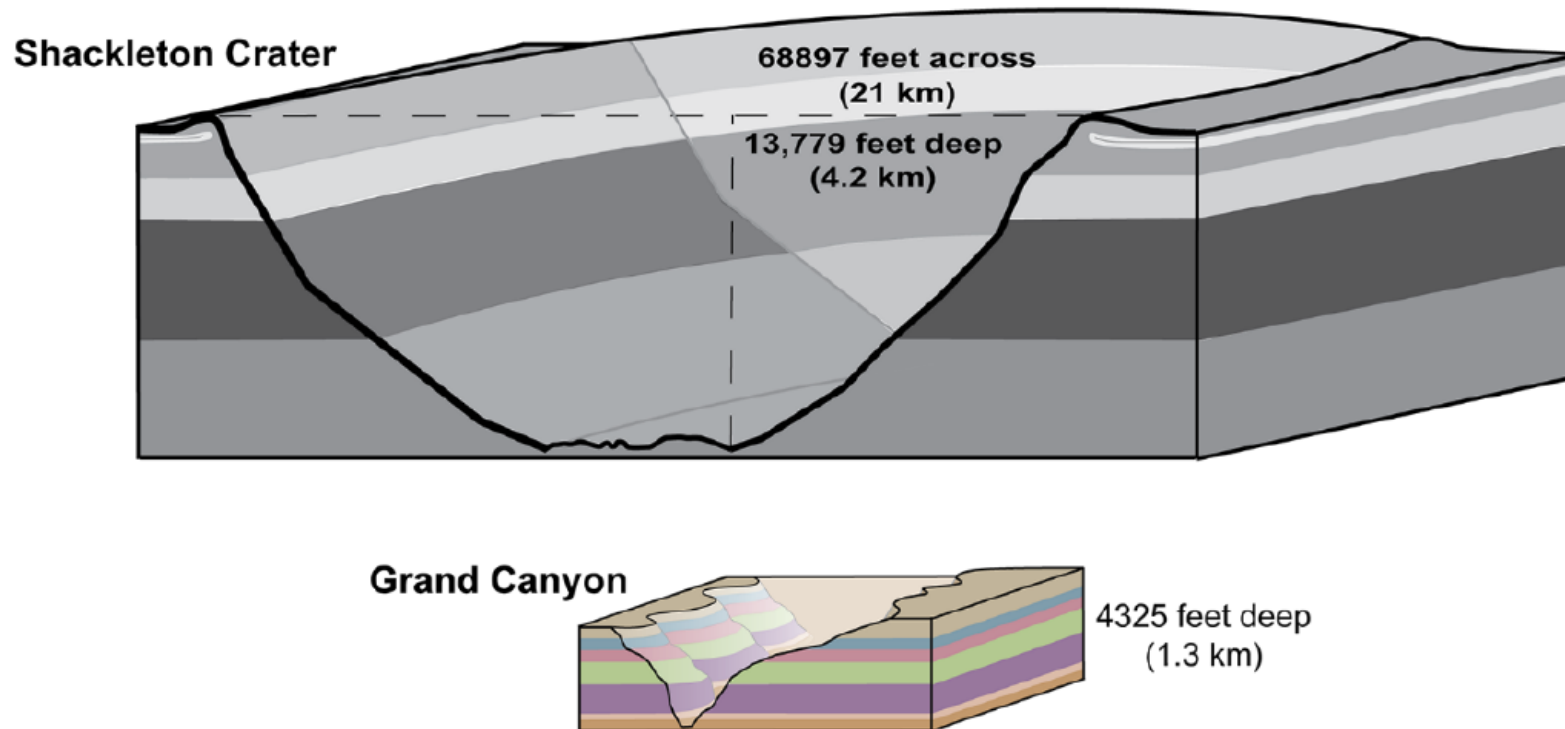 Shackleton Crater
68897 feet across
(21 km)
13,779 feet deep
(4.2 km)
Grand Canyon
4325 feet deep
(1.3 km)